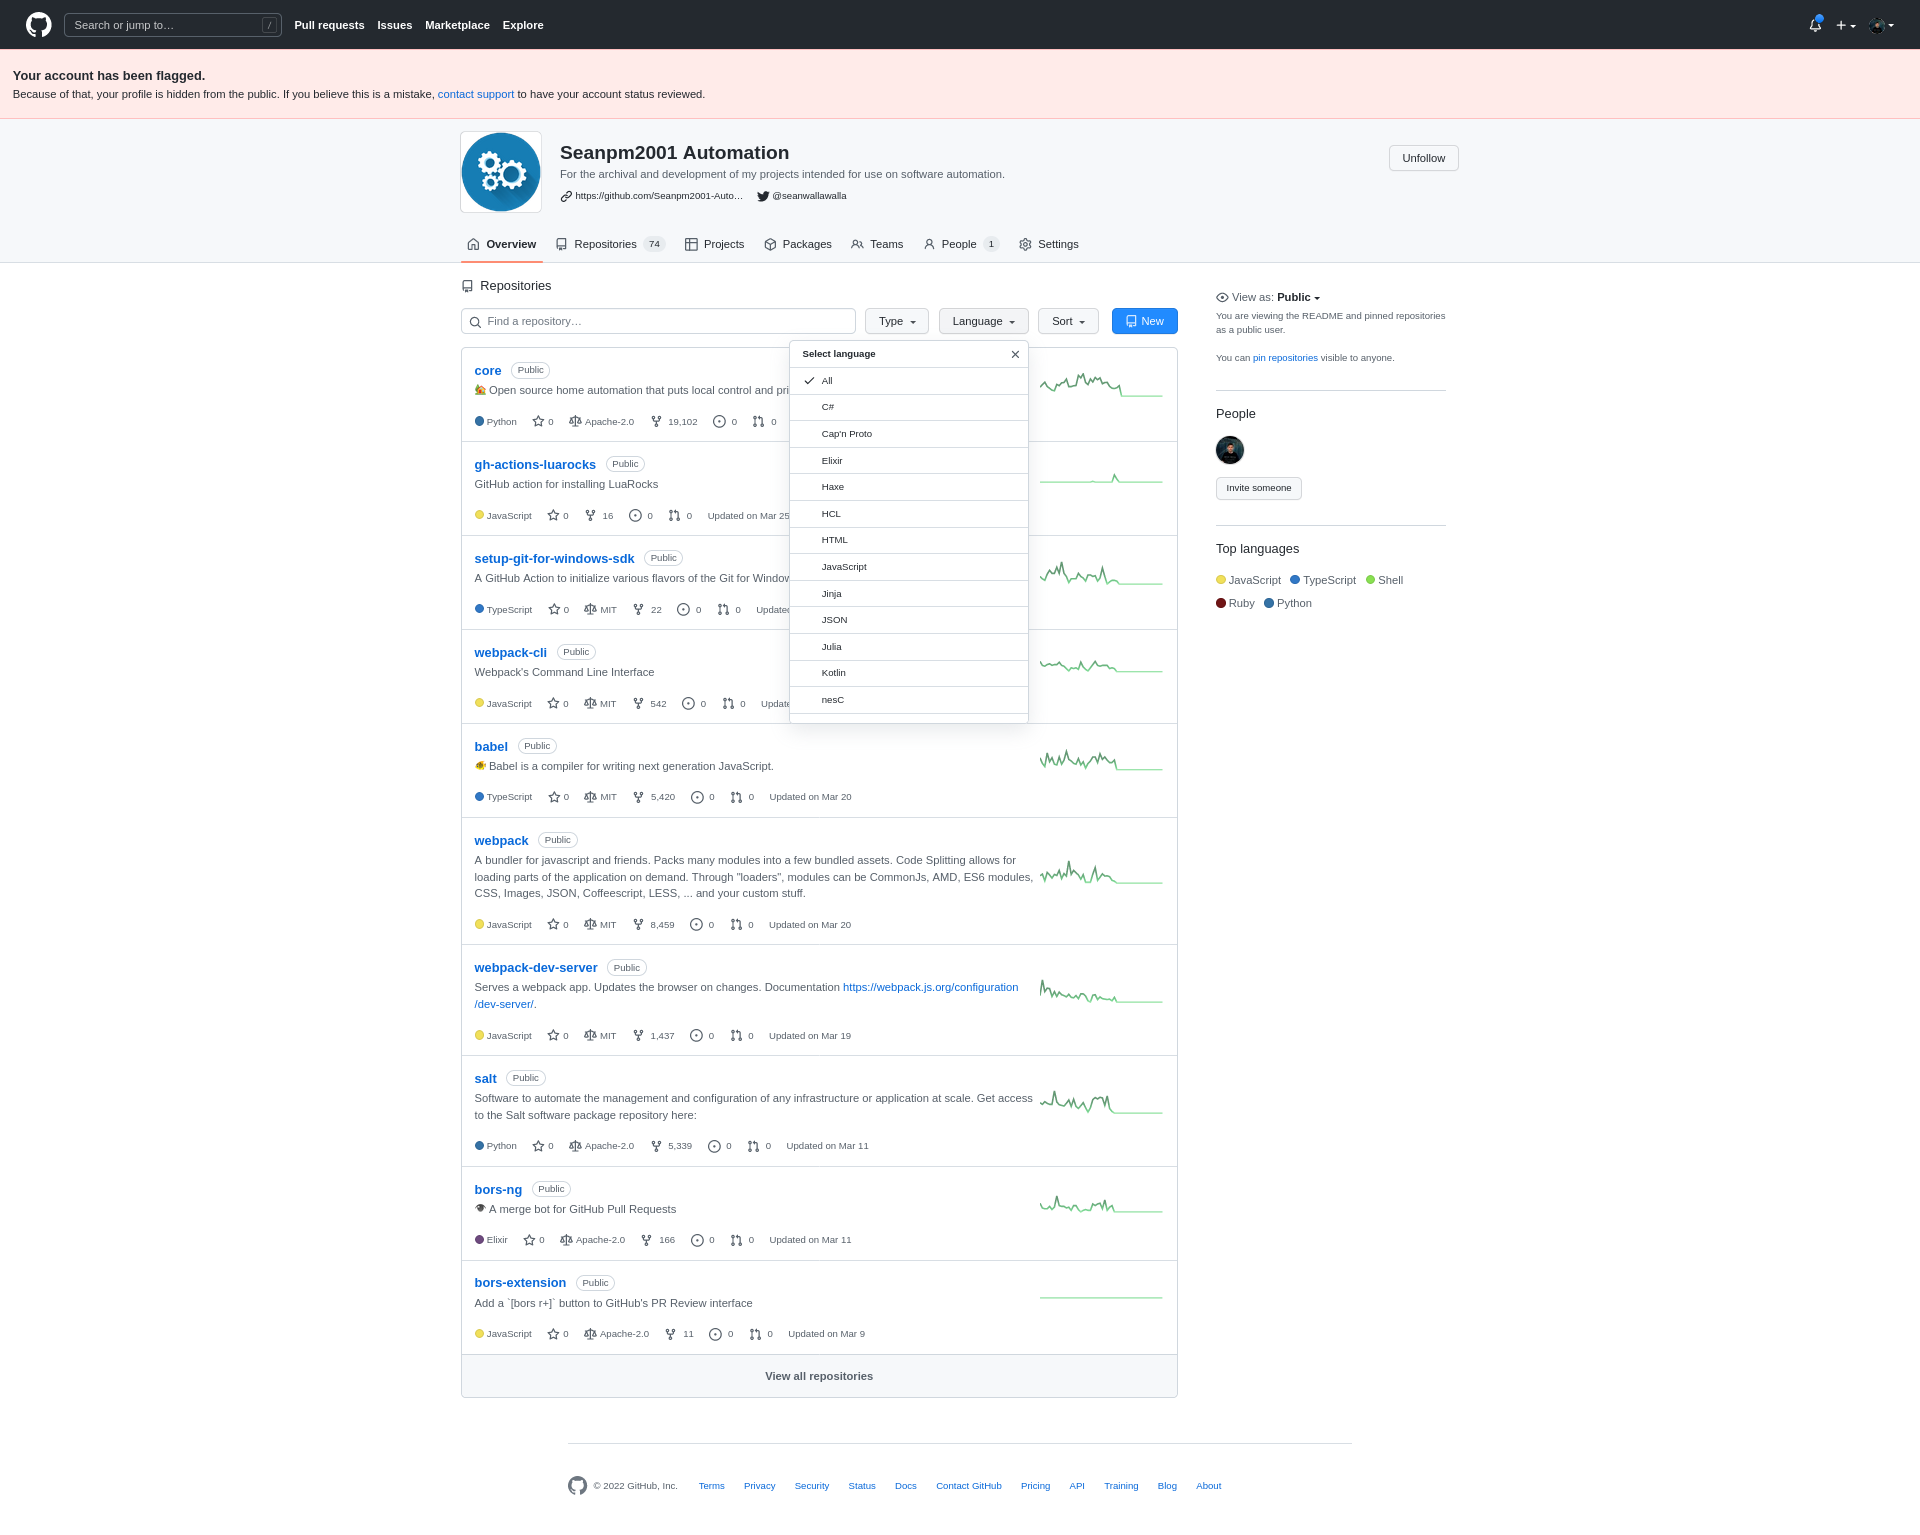 Search or jump to… /
Pull requests Issues Marketplace Explore
Your account has been flagged.
Because of that, your profile is hidden from the public. If you believe this is a mistake, contact support to have your account status reviewed.
Seanpm2001 Automation
Unfollow
For the archival and development of my projects intended for use on software automation.
https://github.com/Seanpm2001-Auto… @seanwallawalla
Overview Repositories 74 Projects Packages Teams People 1 Settings
Repositories
Find a repository… Type Language Sort New
View as: Public
You are viewing the README and pinned repositories
as a public user.
You can pin repositories visible to anyone.
Select language
All
C#
Cap'n Proto
Elixir
Haxe
HCL
HTML
JavaScript
Jinja
JSON
Julia
Kotlin
nesC
core Public
Open source home automation that puts local control and pri
Python 0 Apache-2.0 19,102 0 0
gh-actions-luarocks Public
GitHub action for installing LuaRocks
JavaScript 0 16 0 0 Updated on Mar 25
setup-git-for-windows-sdk Public
A GitHub Action to initialize various flavors of the Git for Window
TypeScript 0 MIT 22 0 0 Updated
webpack-cli Public
Webpack's Command Line Interface
JavaScript 0 MIT 542 0 0 Update
babel Public
Babel is a compiler for writing next generation JavaScript.
TypeScript 0 MIT 5,420 0 0 Updated on Mar 20
webpack Public
A bundler for javascript and friends. Packs many modules into a few bundled assets. Code Splitting allows for
loading parts of the application on demand. Through "loaders", modules can be CommonJs, AMD, ES6 modules,
CSS, Images, JSON, Coffeescript, LESS, ... and your custom stuff.
JavaScript 0 MIT 8,459 0 0 Updated on Mar 20
webpack-dev-server Public
Serves a webpack app. Updates the browser on changes. Documentation https://webpack.js.org/configuration
/dev-server/.
JavaScript 0 MIT 1,437 0 0 Updated on Mar 19
salt Public
Software to automate the management and configuration of any infrastructure or application at scale. Get access
to the Salt software package repository here:
Python 0 Apache-2.0 5,339 0 0 Updated on Mar 11
bors-ng Public
A merge bot for GitHub Pull Requests
Elixir 0 Apache-2.0 166 0 0 Updated on Mar 11
bors-extension Public
Add a `[bors r+]` button to GitHub's PR Review interface
JavaScript 0 Apache-2.0 11 0 0 Updated on Mar 9
View all repositories
People
Invite someone
Top languages
JavaScript TypeScript Shell
Ruby Python
© 2022 GitHub, Inc. Terms Privacy Security Status Docs Contact GitHub Pricing API Training Blog About